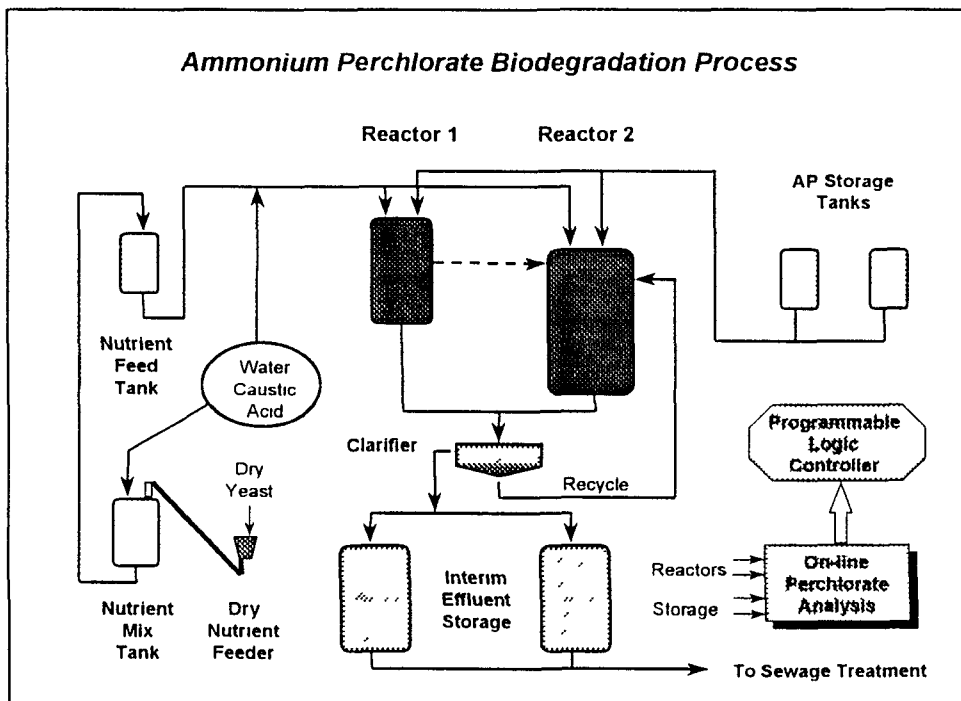 Ammonium Perchlorate Biodegradation Process
Reactor 1
Reactor 2
AP Storage
Tanks
Nutrient
Feed
Tank
Water
Caustic
Acid
Clarifier
Recycle
Programmable
Logic
Controller
Dry
Yeast
Reactors
Storage
On-line
Perchlorate
Analysis
Interim
Effluent
Storage
Nutrient
Mix
Tank
Dry
Nutrient
Feeder
To Sewage Treatment